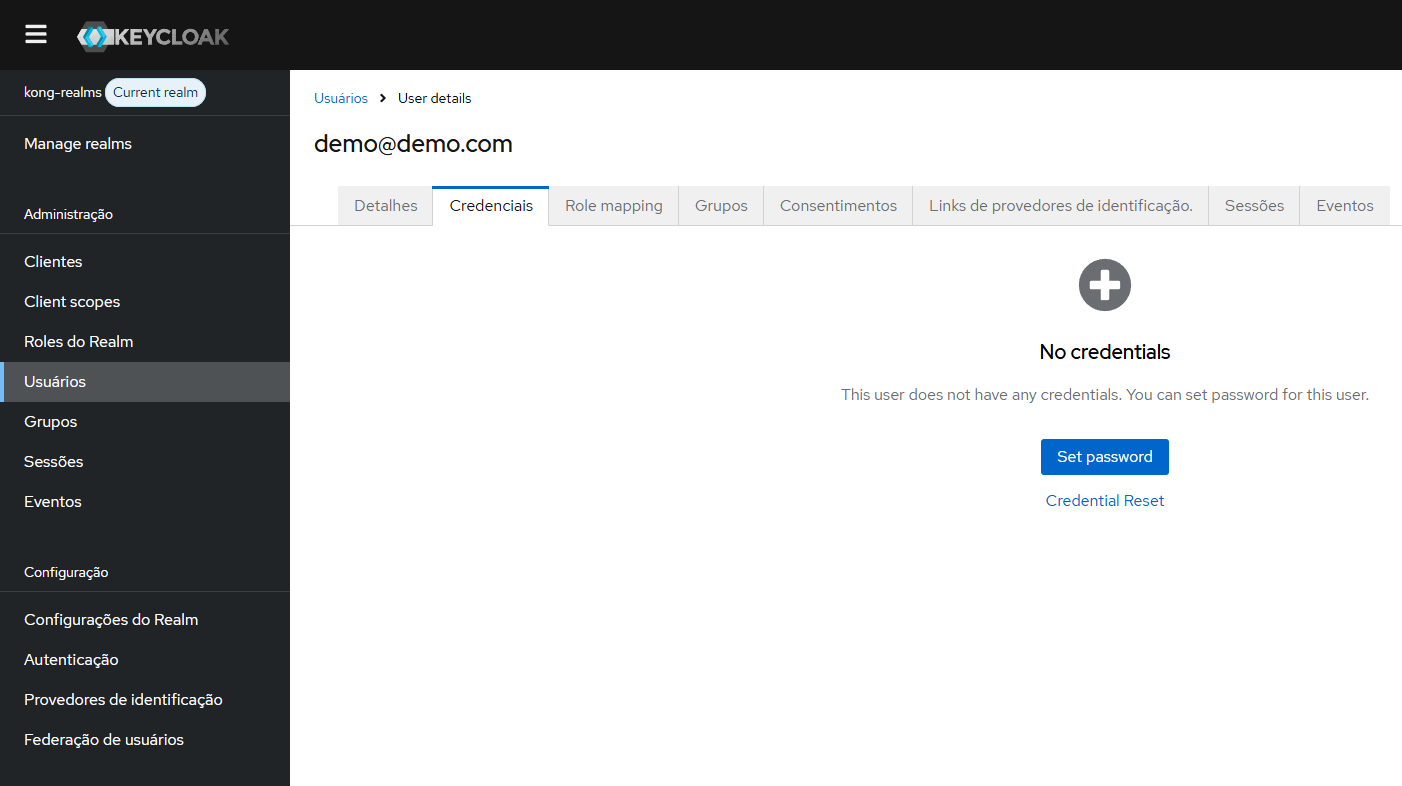 KEYCLOAK
kong-realms Current realm
Manage realms
Administração
Clientes
Client scopes
Roles do Realm
Usuários
Grupos
Sessões
Eventos
Configuração
Configurações do Realm
Autenticação
Provedores de identificação
Federação de usuários
Usuários > User details
demo@demo.com
Detalhes Credenciais Role mapping Grupos Consentimentos Links de provedores de identificação. Sessões Eventos
No credentials
This user does not have any credentials. You can set password for this user.
Set password
Credential Reset